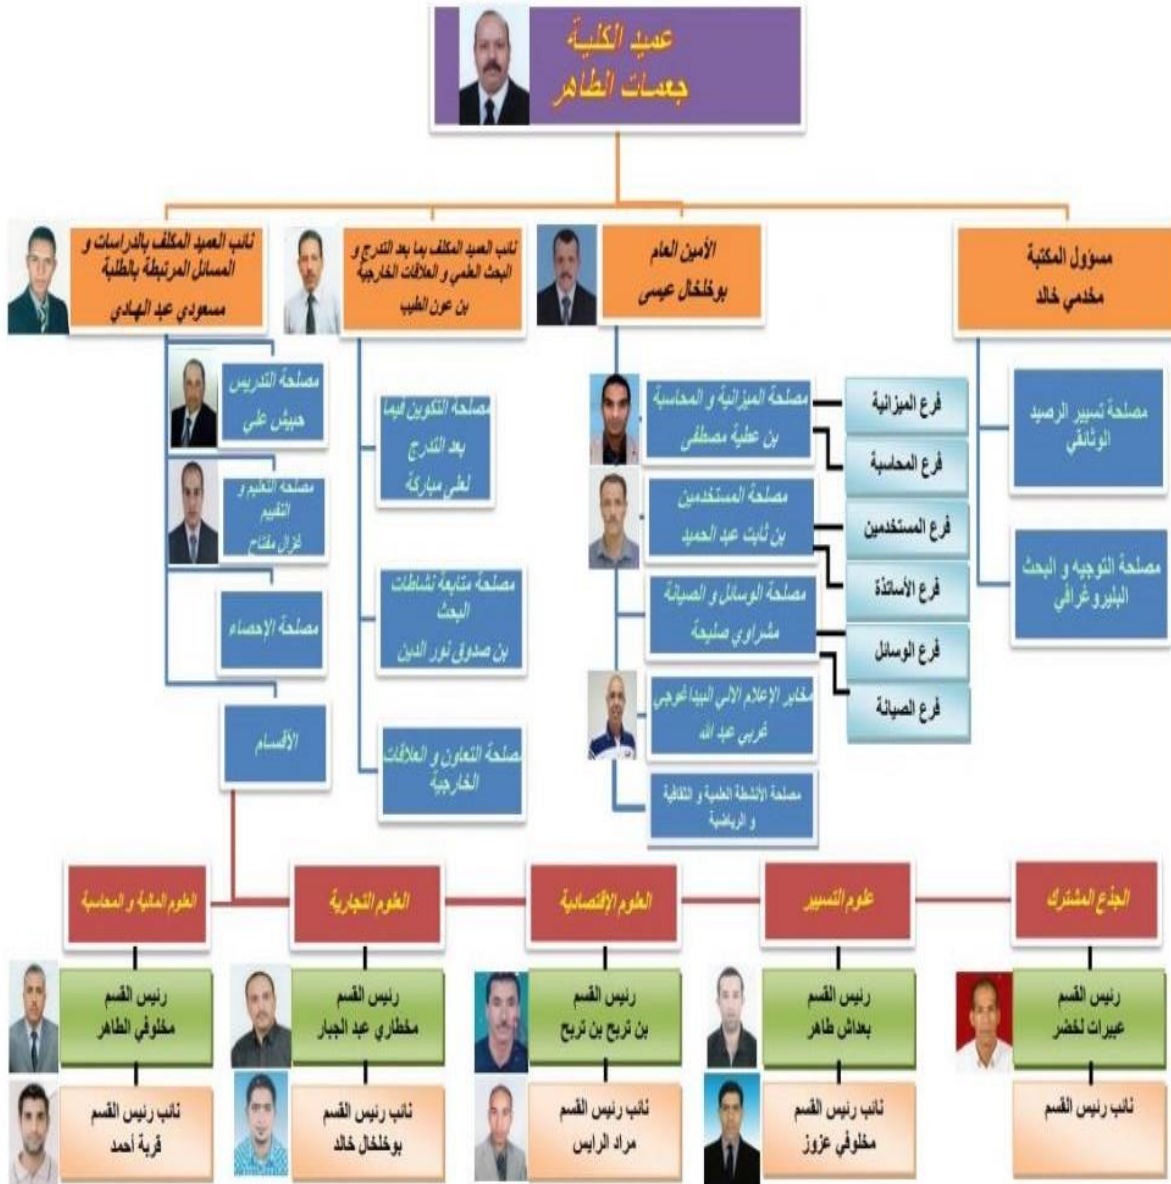 عميد الكلية
جعمات الطاهر
مسؤول المكتبة
مخدمي خالد
الأمين العام
بوخلخال عيسى
نائب العميد المكلف بما بعد التدرج و
البحث العلمي و العلاقات الخارجية
بن عون الطيب
نائب العميد المكلف بالدراسات و
المسائل المرتبطة بالطلبة
مسعودي عبد الهادي
مصلحة تسيير الرصيد
الوثائقي
مصلحة التوجيه و البحث
البليروغرافي
مصلحة الميزانية و المحاسبة
بن عطية مصطفى
فرع الميزانية
فرع المحاسبة
مصلحة المستخدمين
بن ثابت عبد الحميد
فرع المستخدمين
فرع الأساتذة
مصلحة الوسائل و الصيانة
مشراوي صليحة
فرع الوسائل
فرع الصيانة
مخابر الإعلام الالي البيداغوجي
غربي عبد الله
مصلحة الأنشطة العلمية و الثقافية
و الرياضية
مصلحة التكوين فيما
بعد التدرج
لعلى مباركة
مصلحة متابعة نشاطات
البحث
بن صدوق نور الدين
مصلحة التعاون و العلاقات
الخارجية
مصلحة التدريس
حبيش علي
مصلحة التعليم و
التقييم
غزال مفتاح
مصلحة الإحصاء
الأقسام
الجذع المشترك
علوم التسيير
العلوم الإقتصادية
العلوم التجارية
العلوم المالية و المحاسبة
رئيس القسم
عبيرات لخضر
رئيس القسم
بعداش طاهر
رئيس القسم
بن تربح بن تربح
رئيس القسم
مخطاري عبد الجبار
رئيس القسم
مخلوفي الطاهر
نائب رئيس القسم
نائب رئيس القسم
مخلوفي عزوز
نائب رئيس القسم
مراد الرايس
نائب رئيس القسم
بوخلخال خالد
نائب رئيس القسم
قرية أحمد